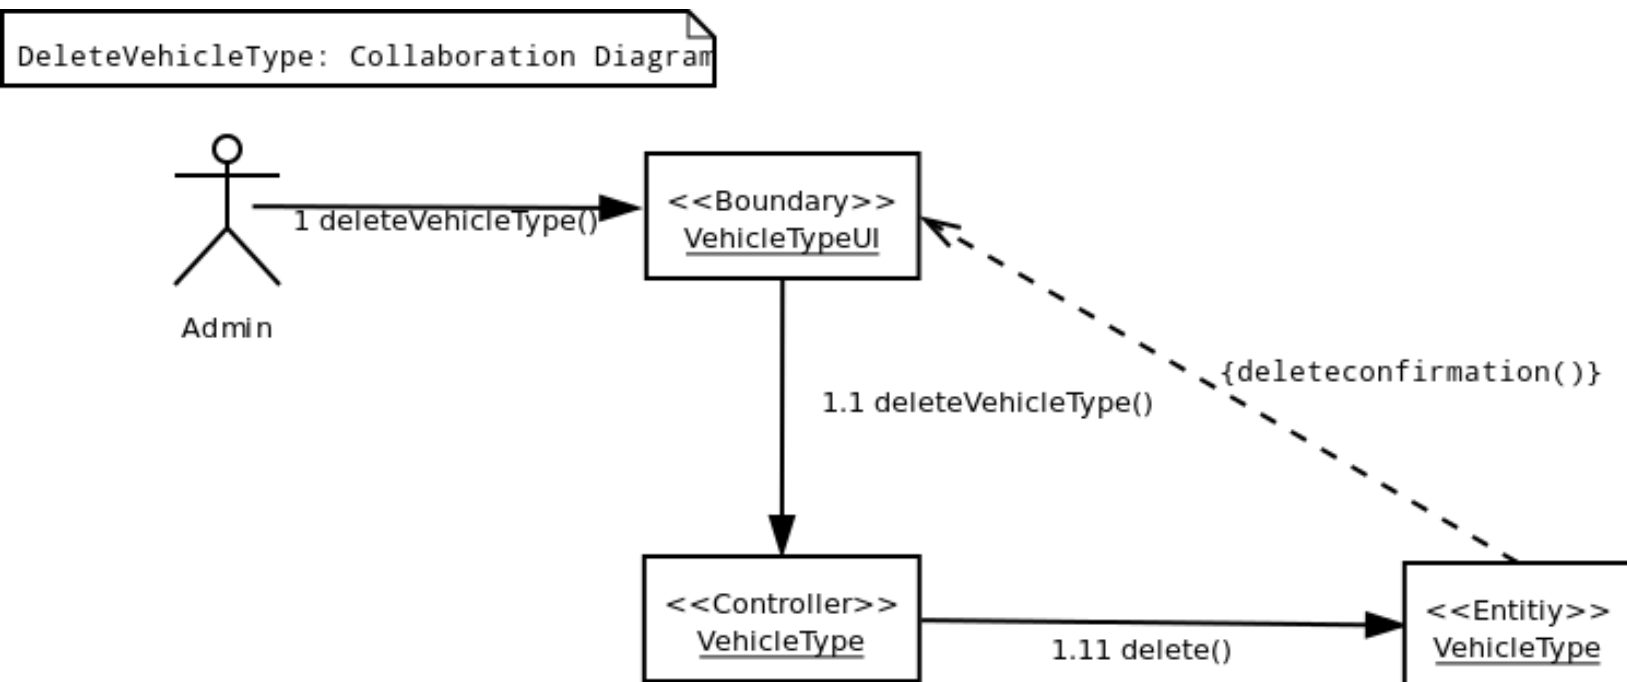 DeleteVehicleType: Collaboration Diagram
1 deleteVehicleType()
<<Boundary>>
VehicleTypeUI
Admin
{deleteconfirmation()}
1.1 deleteVehicleType()
<<Controller>>
VehicleType
1.11 delete()
<<Entitiy>>
VehicleType